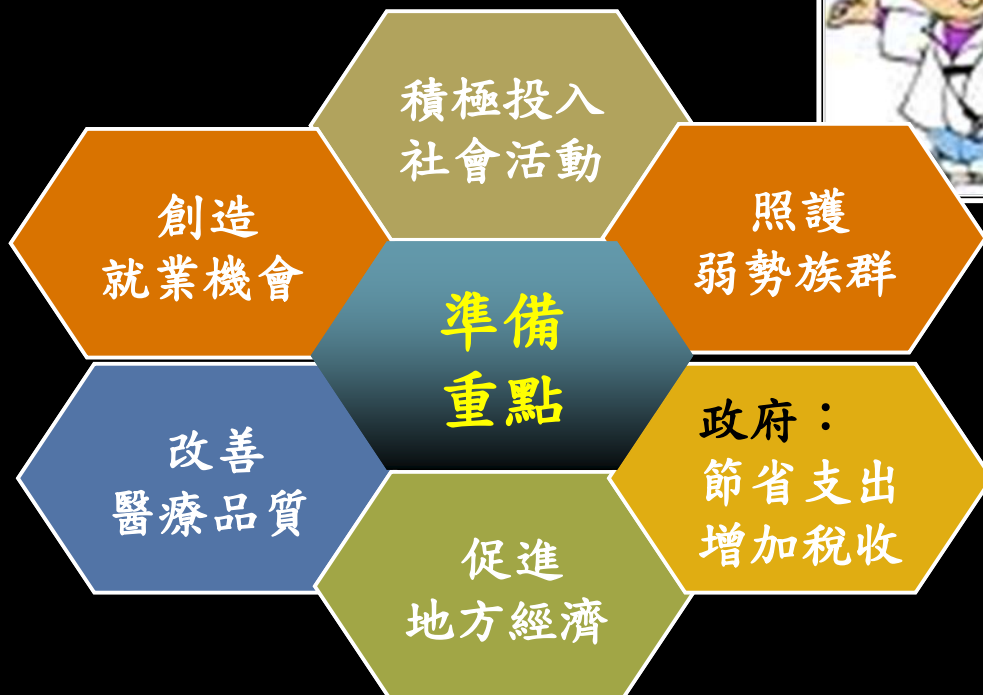 積極投入
社會活動
創造
就業機會
照護
弱勢族群
準備
重點
改善
醫療品質
政府：
節省支出
增加稅收
促進
地方經濟